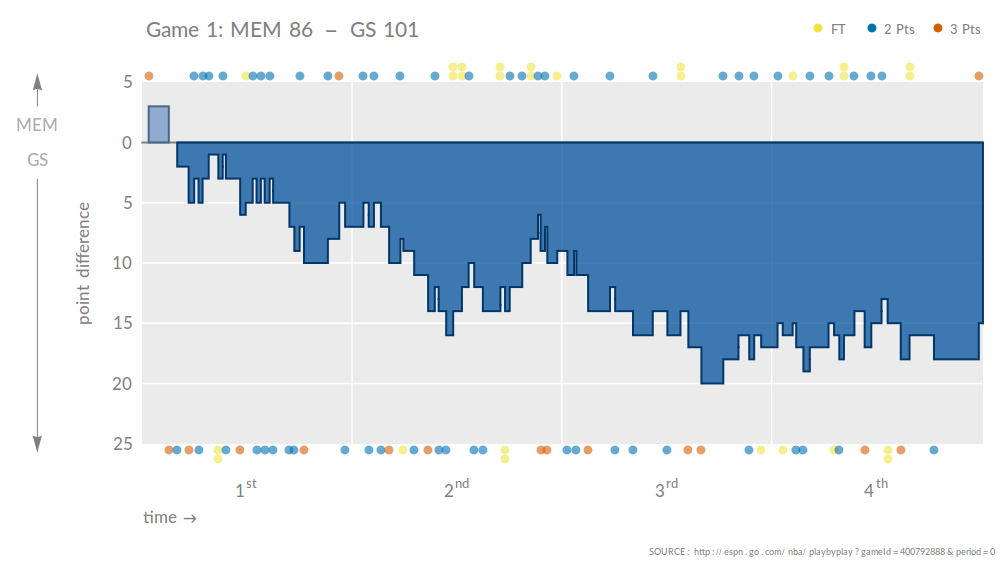 Game 1: MEM 86 – GS 101
FT
2 Pts
3 Pts
MEM
GS
point difference
5
0
5
10
15
20
25
1st
2nd
3rd
4th
time →
SOURCE : http :// espn . go . com/ nba/ playbyplay ? gameId = 400792888 & period = 0